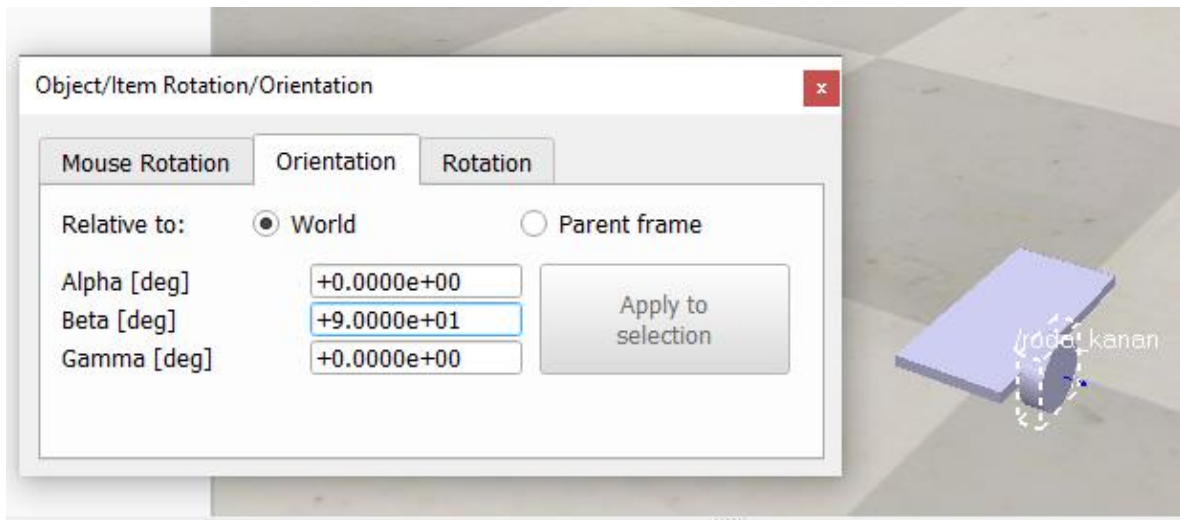 Object/Item Rotation/Orientation
x
Mouse Rotation Orientation Rotation
Relative to: World Parent frame
Alpha [deg] +0.0000e+00
Beta [deg] +9.0000e+01
Gamma [deg] +0.0000e+00
Apply to
selection
/roda_kanan